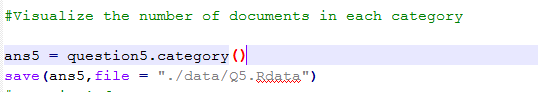 #Visualize the number of documents in each category
ans5 = question5.category()
save(ans5,file = "./data/Q5.Rdata")